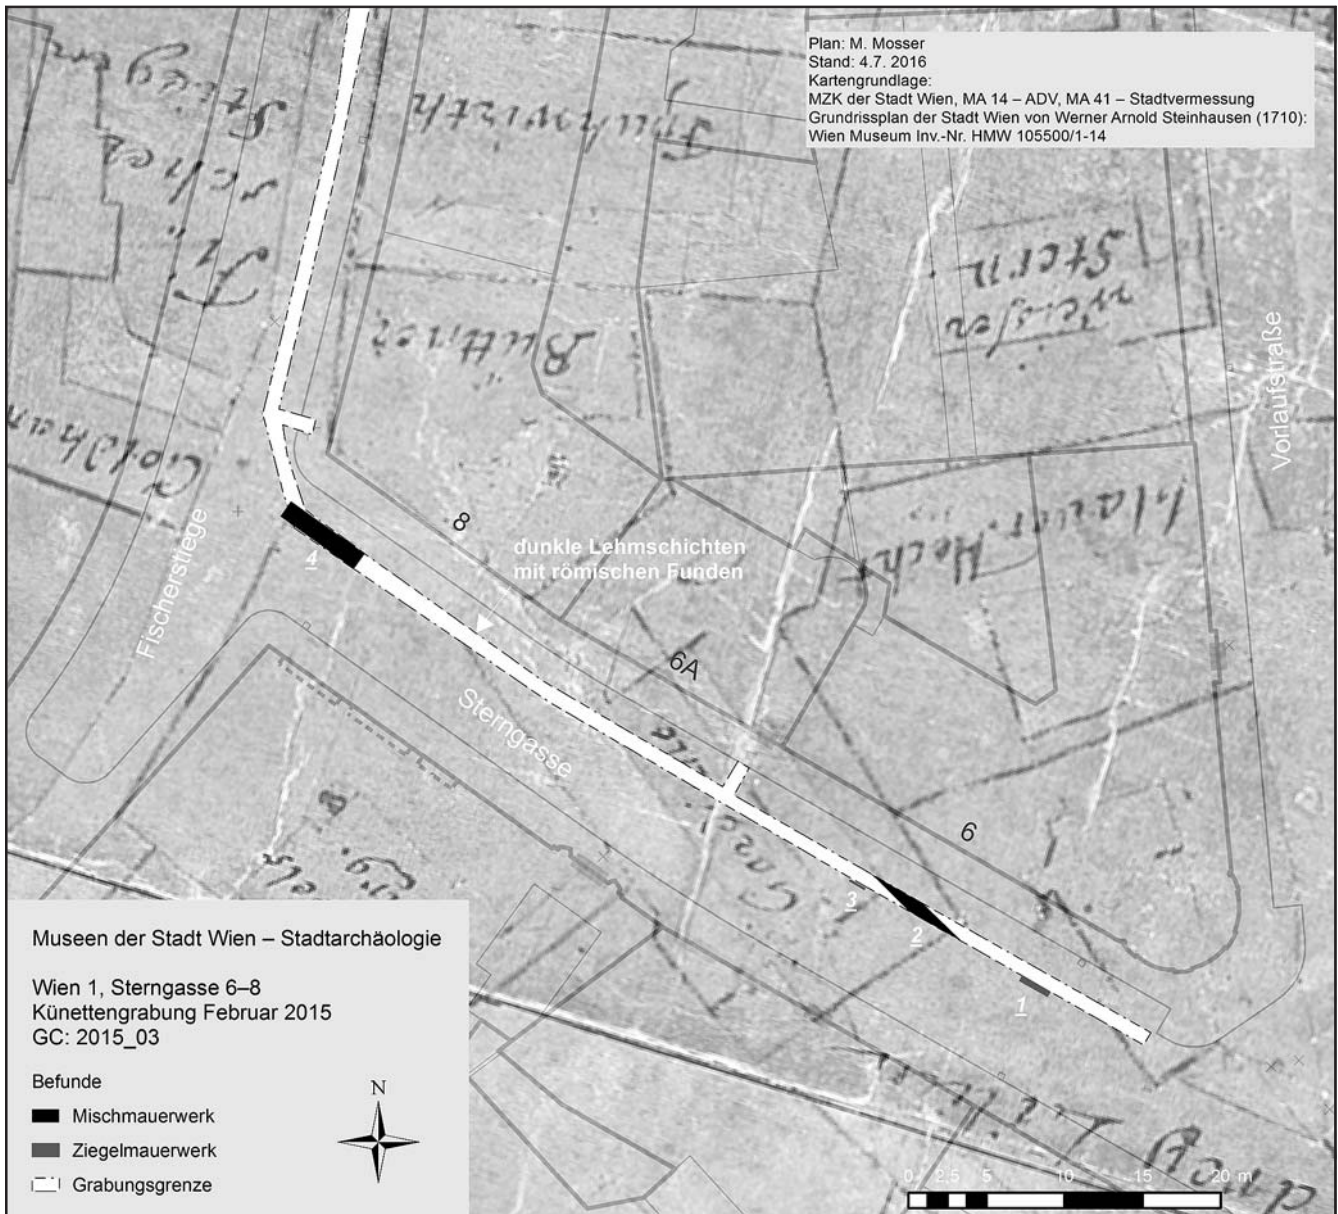 Plan: M. Mosser
Stand: 4.7. 2016
Kartengrundlage:
MZK der Stadt Wien, MA 14 – ADV, MA 41 – Stadtvermessung
Grundrissplan der Stadt Wien von Werner Arnold Steinhausen (1710):
Wien Museum Inv.-Nr. HMW 105500/1-14
Stern
weisser
Büttner
Vorlaufstraße
Fischerstiege
8
dunkle Lehmschichten
mit römischen Funden
4
6A
Sterngasse
6
3
2
1
Museen der Stadt Wien – Stadtarchäologie
Wien 1, Sterngasse 6–8
Künettengrabung Februar 2015
GC: 2015_03
Befunde
Mischmauerwerk
Ziegelmauerwerk
Grabungsgrenze
N
0 2,5 5 10 15 20 m